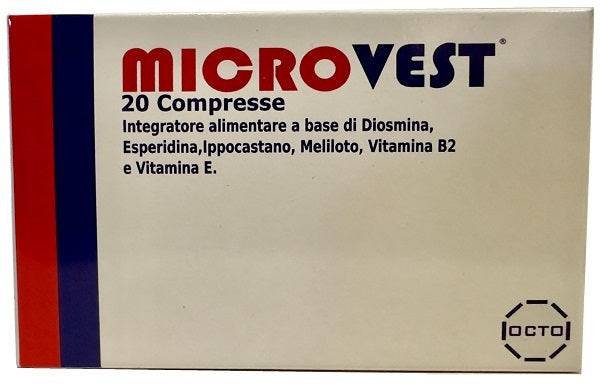 MICROVEST®
20 Compresse
Integratore alimentare a base di Diosmina,
Esperidina,Ippocastano, Meliloto, Vitamina B2
e Vitamina E.
OCTO